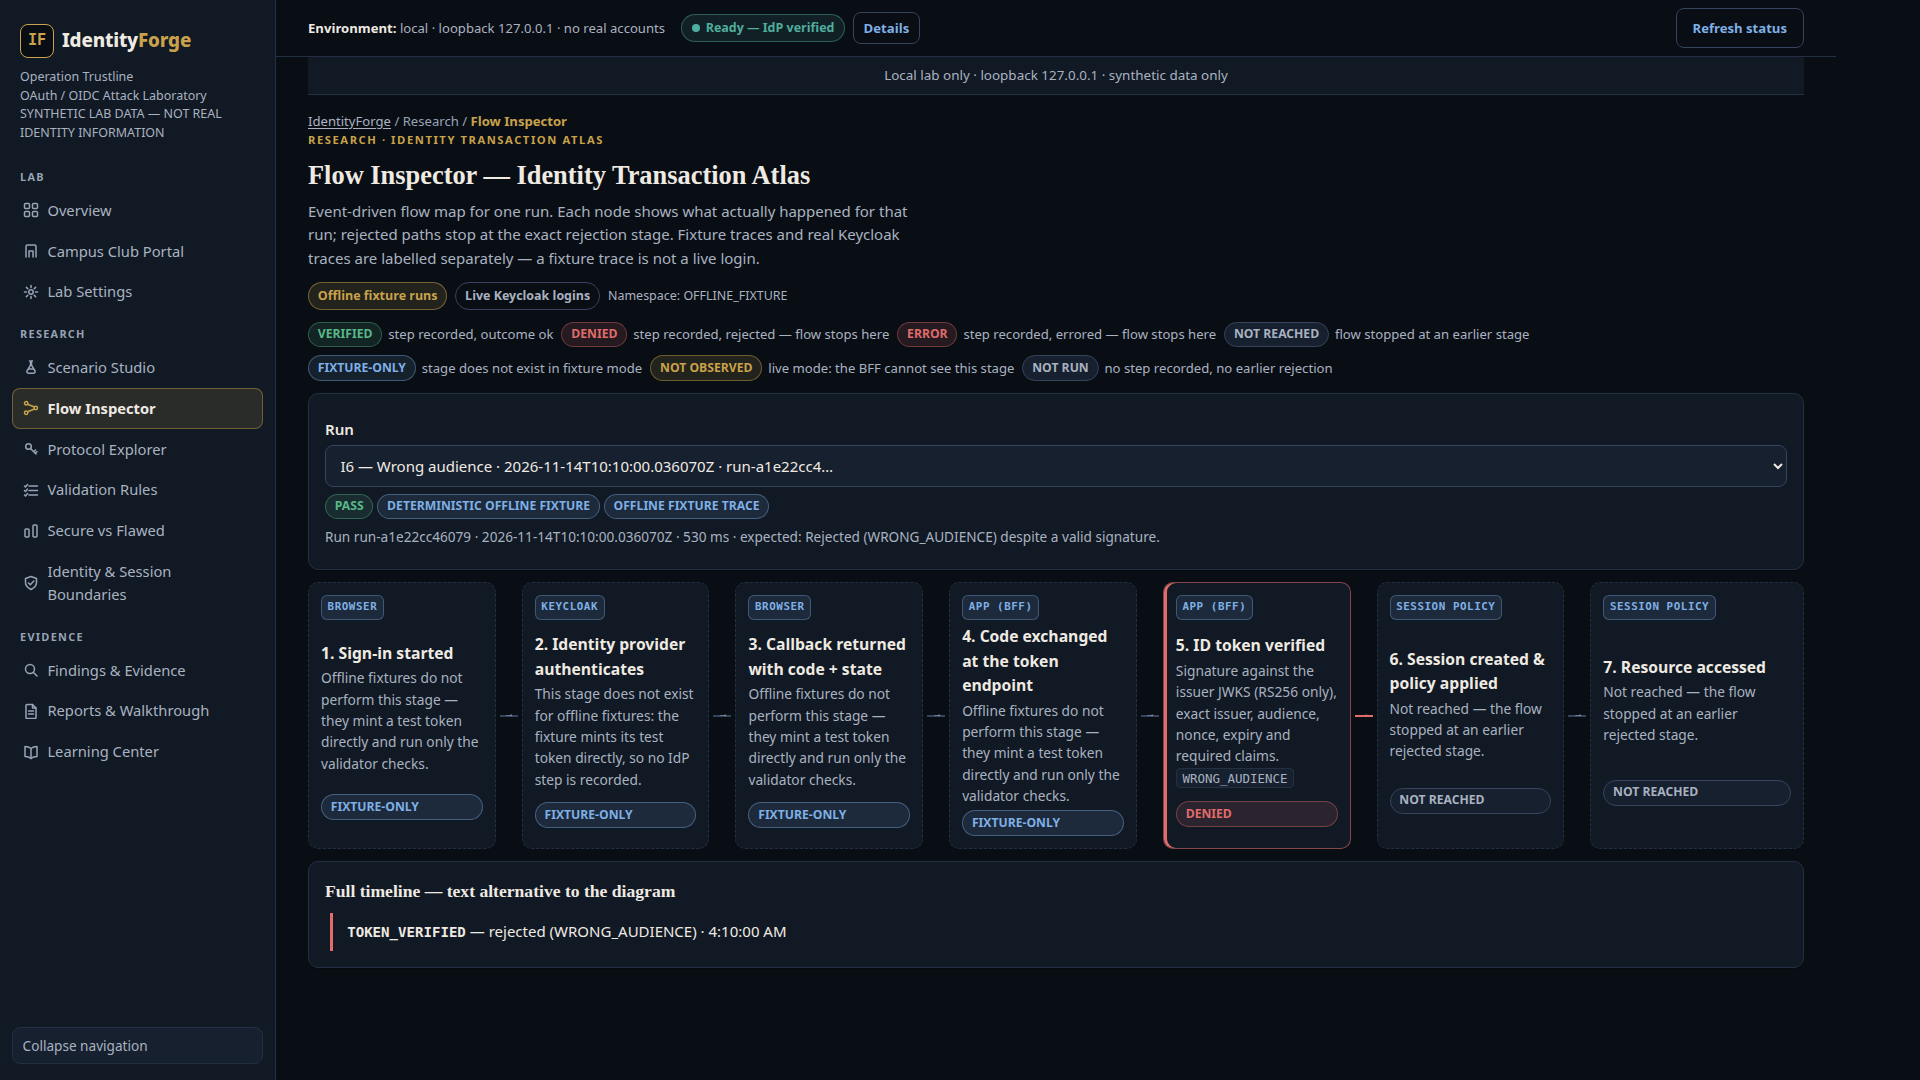 IF IdentityForge
Operation Trustline
OAuth / OIDC Attack Laboratory
SYNTHETIC LAB DATA — NOT REAL
IDENTITY INFORMATION
LAB
Overview
Campus Club Portal
Lab Settings
RESEARCH
Scenario Studio
Flow Inspector
Protocol Explorer
Validation Rules
Secure vs Flawed
Identity & Session
Boundaries
EVIDENCE
Findings & Evidence
Reports & Walkthrough
Learning Center
Collapse navigation
Environment: local · loopback 127.0.0.1 · no real accounts
Ready — IdP verified
Details
Refresh status
Local lab only · loopback 127.0.0.1 · synthetic data only
IdentityForge / Research / Flow Inspector
RESEARCH · IDENTITY TRANSACTION ATLAS
Flow Inspector — Identity Transaction Atlas
Event-driven flow map for one run. Each node shows what actually happened for that
run; rejected paths stop at the exact rejection stage. Fixture traces and real Keycloak
traces are labelled separately — a fixture trace is not a live login.
Offline fixture runs Live Keycloak logins Namespace: OFFLINE_FIXTURE
VERIFIED step recorded, outcome ok DENIED step recorded, rejected — flow stops here ERROR step recorded, errored — flow stops here NOT REACHED flow stopped at an earlier stage
FIXTURE-ONLY stage does not exist in fixture mode NOT OBSERVED live mode: the BFF cannot see this stage NOT RUN no step recorded, no earlier rejection
Run
I6 — Wrong audience · 2026-11-14T10:10:00.036070Z · run-a1e22cc4...
PASS DETERMINISTIC OFFLINE FIXTURE OFFLINE FIXTURE TRACE
Run run-a1e22cc46079 · 2026-11-14T10:10:00.036070Z · 530 ms · expected: Rejected (WRONG_AUDIENCE) despite a valid signature.
BROWSER
1. Sign-in started
Offline fixtures do not
perform this stage —
they mint a test token
directly and run only the
validator checks.
FIXTURE-ONLY
KEYCLOAK
2. Identity provider
authenticates
This stage does not exist
for offline fixtures: the
fixture mints its test
token directly, so no IdP
step is recorded.
FIXTURE-ONLY
BROWSER
3. Callback returned
with code + state
Offline fixtures do not
perform this stage —
they mint a test token
directly and run only the
validator checks.
FIXTURE-ONLY
APP (BFF)
4. Code exchanged
at the token
endpoint
Offline fixtures do not
perform this stage —
they mint a test token
directly and run only the
validator checks.
FIXTURE-ONLY
APP (BFF)
5. ID token verified
Signature against the
issuer JWKS (RS256 only),
exact issuer, audience,
nonce, expiry and
required claims.
WRONG_AUDIENCE
DENIED
SESSION POLICY
6. Session created &
policy applied
Not reached — the flow
stopped at an earlier
rejected stage.
NOT REACHED
SESSION POLICY
7. Resource accessed
Not reached — the flow
stopped at an earlier
rejected stage.
NOT REACHED
Full timeline — text alternative to the diagram
TOKEN_VERIFIED — rejected (WRONG_AUDIENCE) · 4:10:00 AM